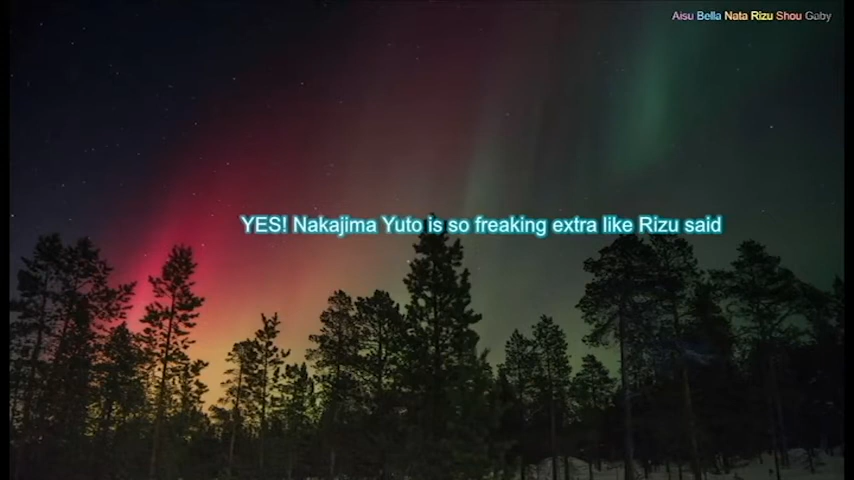 Aisu Bella Nata Rizu Shou Gaby
YES! Nakajima Yuto is so freaking extra like Rizu said